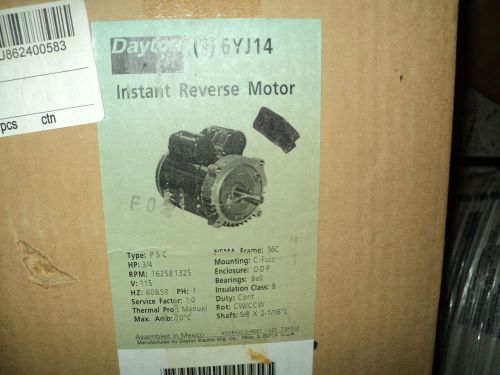 J862400583
pcs ctn
Dayton (1) 6YJ14
Instant Reverse Motor
FOR
Type: PSC
HP: 3/4
RPM: 1625&1325
V: 115
HZ: 60&50 PH: 1
Service Factor: 1.0
Thermal Pro: Manual
Max. Amb:
NEMA Frame: 56C
Mounting: C Face
Enclosure: ODP
Bearings: Ball
Insulation Class: B
Duty: Cont
Rot: CW/CCW
Shaft: 5/8 X 2-1/16"L
Assembled in Mexico
Manufactured for Dayton Electric Mfg. Co., Niles, IL 60714 U.S.A.